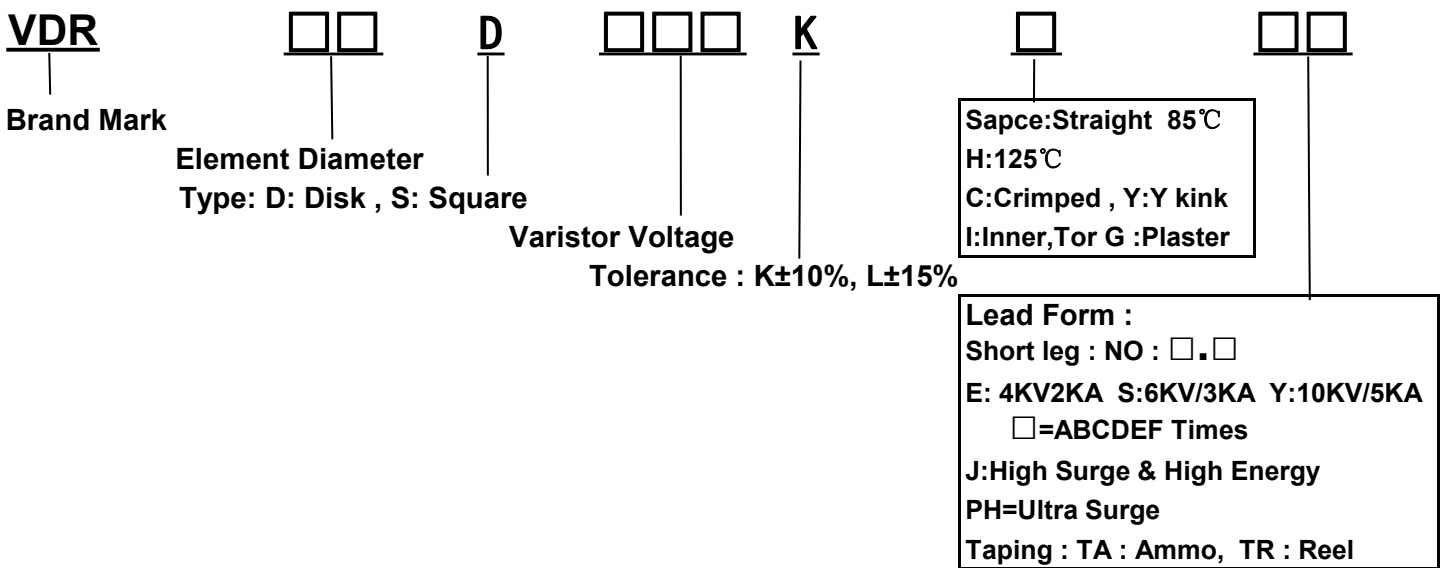 VDR □□ D □□□ K □ □□
Brand Mark
Element Diameter
Type: D: Disk , S: Square
Varistor Voltage
Tolerance : K±10%, L±15%
Sapce:Straight 85℃
H:125℃
C:Crimped , Y:Y kink
I:Inner,Tor G :Plaster
Lead Form :
Short leg : NO : □.□
E: 4KV2KA S:6KV/3KA Y:10KV/5KA
□=ABCDEF Times
J:High Surge & High Energy
PH=Ultra Surge
Taping : TA : Ammo, TR : Reel